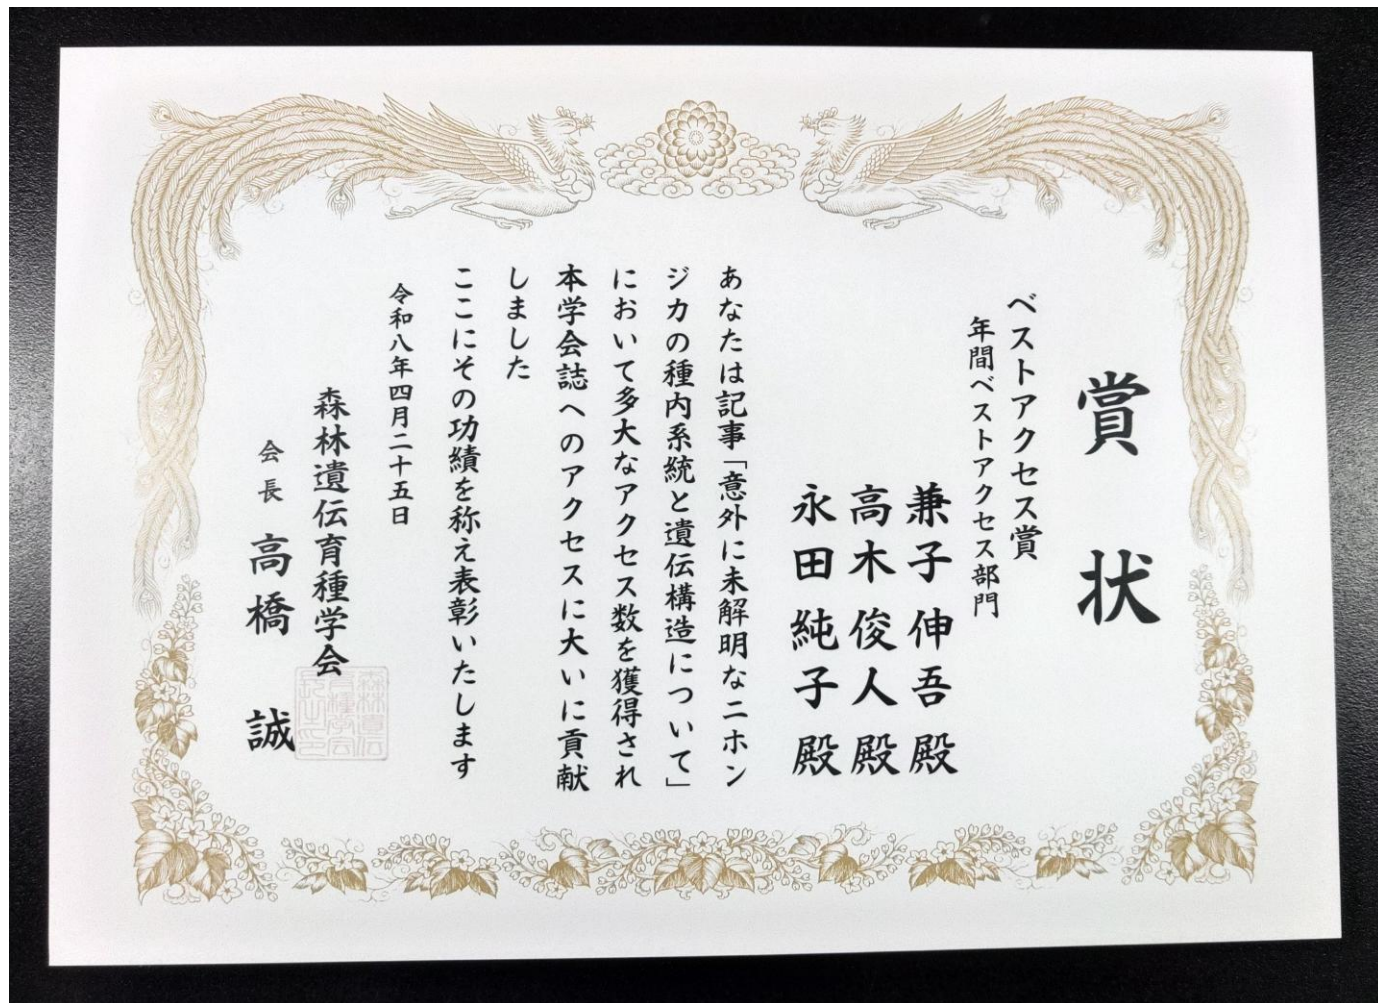 賞状
ベストアクセス賞
年間ベストアクセス部門
兼子伸吾殿
高木俊人殿
永田純子殿
あなたは記事「意外に未解明なニホン
ジカの種内系統と遺伝構造について」
において多大なアクセス数を獲得され
本学会誌へのアクセスに大いに貢献
しました
ここにその功績を称え表彰いたします
令和八年四月二十五日
森林遺伝育種学会
会長 高橋 誠